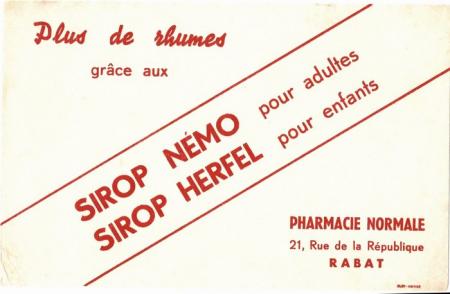 Plus de rhumes
grâce aux
SIROP NÉMO pour adultes
SIROP HERFEL pour enfants
PHARMACIE NORMALE
21, Rue de la République
RABAT